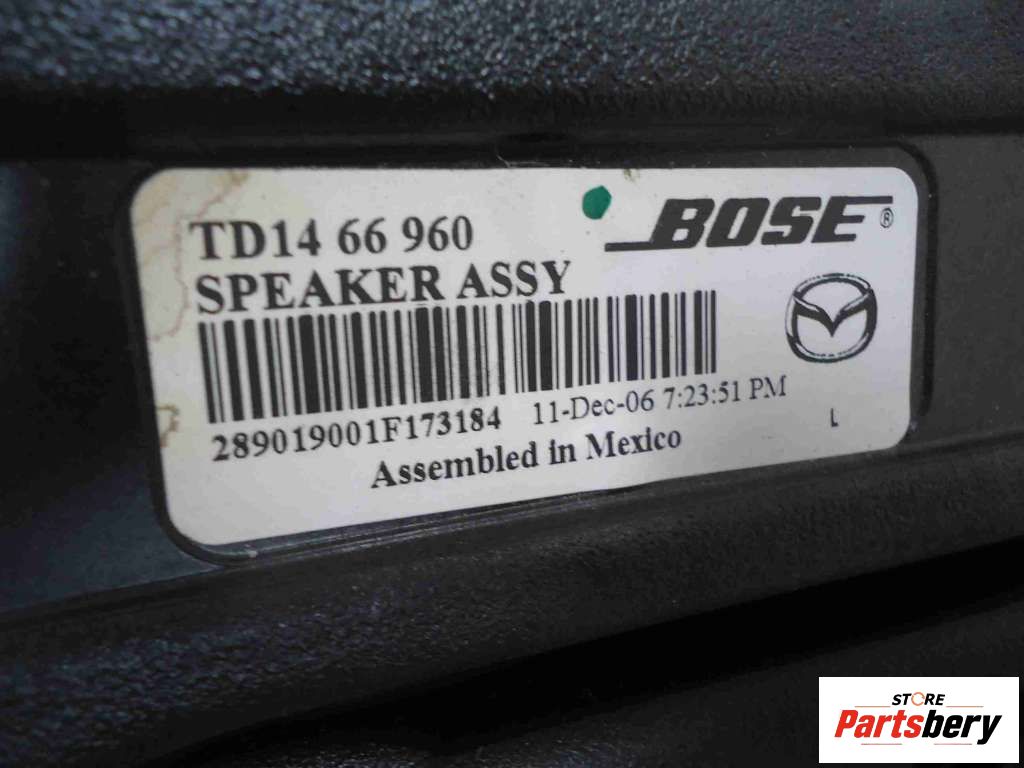 TD14 66 960
BOSE®
SPEAKER ASSY
289019001F173184 11-Dec-06 7:23:51 PM
Assembled in Mexico
L
STORE
Partsbery